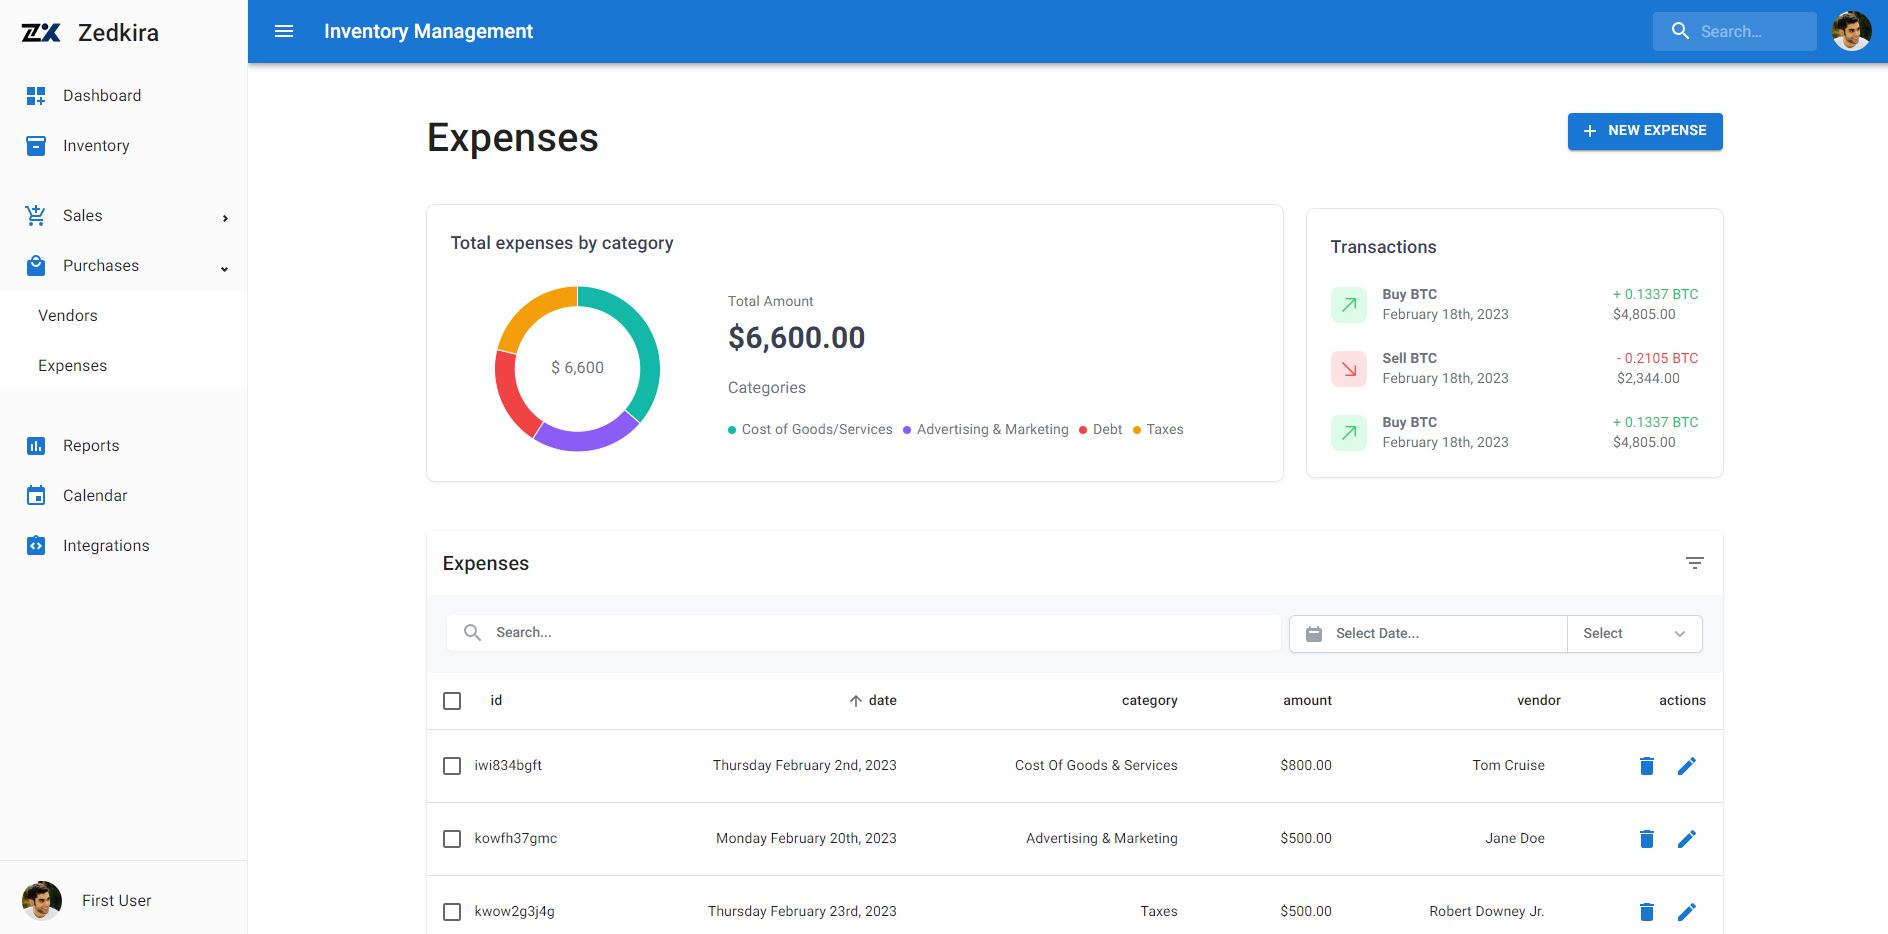 ZX Zedkira
Inventory Management
Search...
Dashboard
Inventory
Sales
Purchases
Vendors
Expenses
Reports
Calendar
Integrations
First User
Expenses
+ NEW EXPENSE
Total expenses by category
$ 6,600
Total Amount
$6,600.00
Categories
Cost of Goods/Services Advertising & Marketing Debt Taxes
Transactions
Buy BTC + 0.1337 BTC
February 18th, 2023 $4,805.00
Sell BTC - 0.2105 BTC
February 18th, 2023 $2,344.00
Buy BTC + 0.1337 BTC
February 18th, 2023 $4,805.00
Expenses
Search... Select Date... Select
id date category amount vendor actions
iwi834bgft Thursday February 2nd, 2023 Cost Of Goods & Services $800.00 Tom Cruise
kowfh37gmc Monday February 20th, 2023 Advertising & Marketing $500.00 Jane Doe
kwow2g3j4g Thursday February 23rd, 2023 Taxes $500.00 Robert Downey Jr.